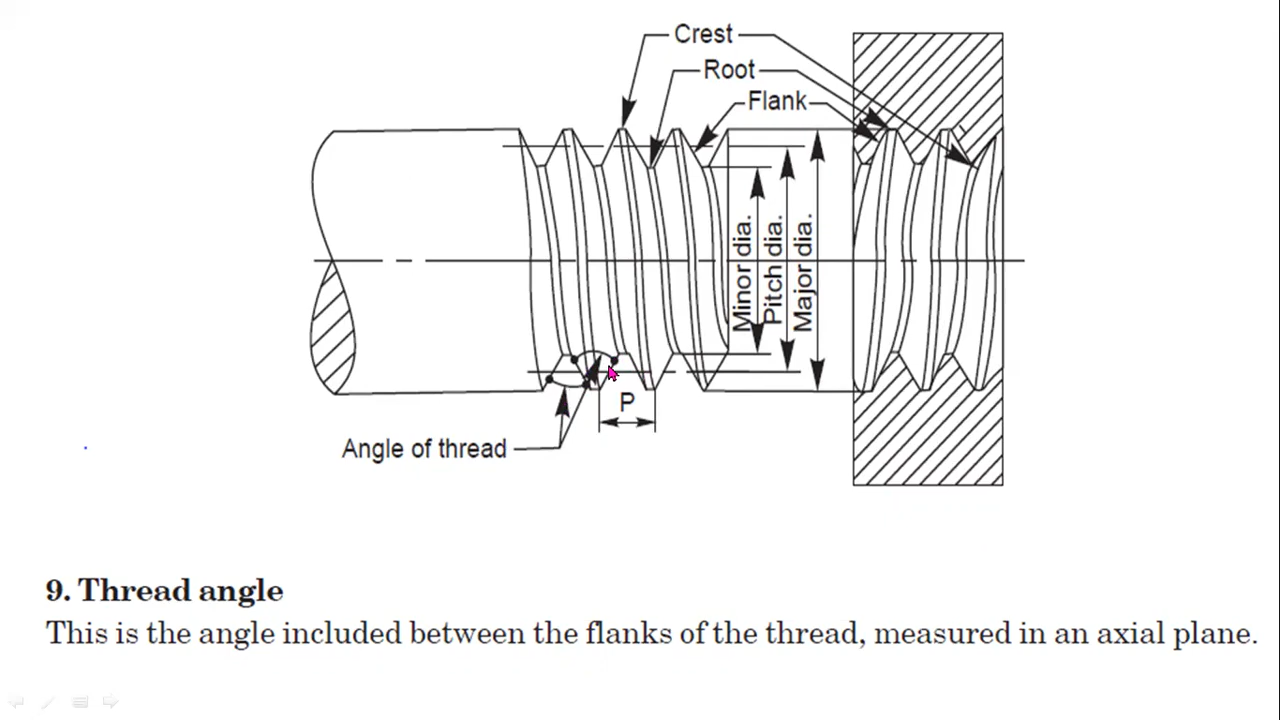 Crest
Root
Flank
Minor dia.
Pitch dia.
Major dia.
P
Angle of thread
9. Thread angle
This is the angle included between the flanks of the thread, measured in an axial plane.